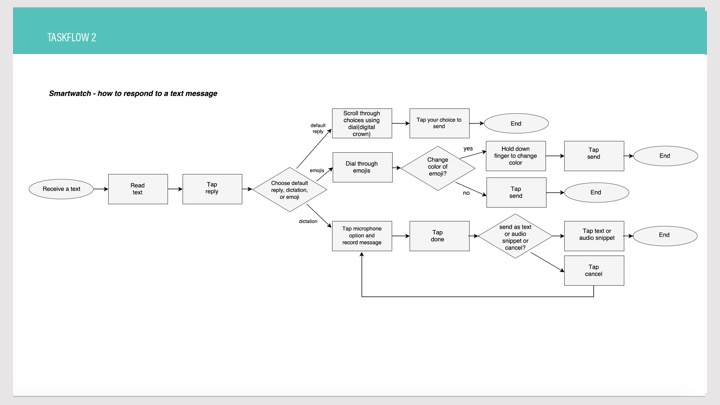 TASKFLOW 2
Smartwatch - how to respond to a text message
Receive a text
Read
text
Tap
reply
Choose default
reply, dictation,
or emoji
default
reply
Scroll through
choices using
dial(digital
crown)
Tap your choice to
send
End
emojis
Dial through
emojis
Change
color of
emoji?
yes
Hold down
finger to change
color
Tap
send
End
no
Tap
send
End
dictation
Tap microphone
option and
record message
Tap
done
send as text
or audio
snippet or
cancel?
Tap text or
audio snippet
End
Tap
cancel